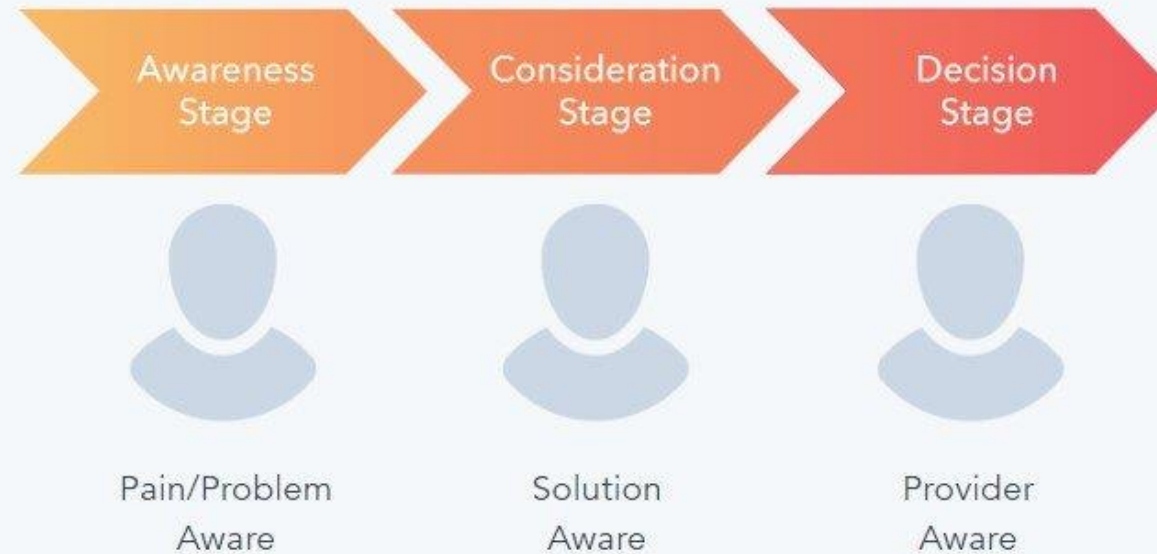 Awareness
Stage
Consideration
Stage
Decision
Stage
Pain/Problem
Aware
Solution
Aware
Provider
Aware